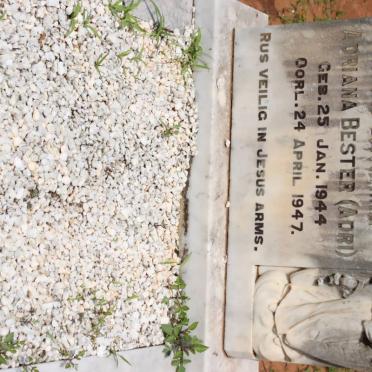 ADRIANA BESTER (ADRI)
GEB. 25 JAN. 1944
OORL. 24 APRIL 1947.
RUS VEILIG IN JESUS ARMS.